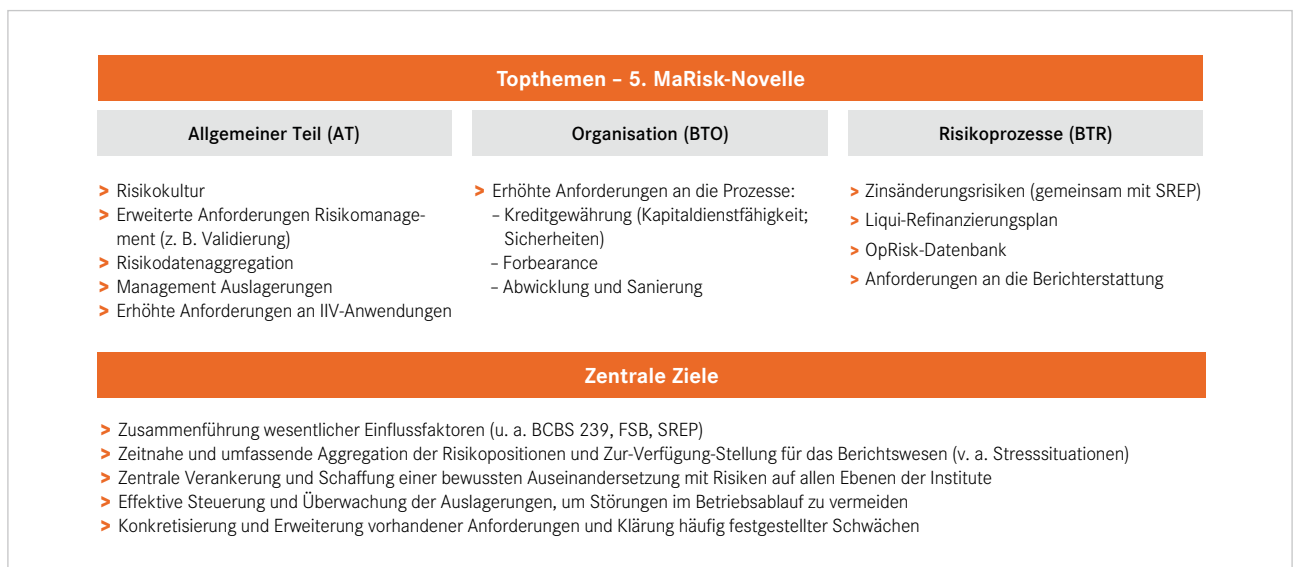 Topthemen – 5. MaRisk-Novelle
Allgemeiner Teil (AT)
> Risikokultur
> Erweiterte Anforderungen Risikomanage-
ment (z. B. Validierung)
> Risikodatenaggregation
> Management Auslagerungen
> Erhöhte Anforderungen an IIV-Anwendungen
Organisation (BTO)
> Erhöhte Anforderungen an die Prozesse:
– Kreditgewährung (Kapitaldienstfähigkeit;
Sicherheiten)
– Forbearance
– Abwicklung und Sanierung
Risikoprozesse (BTR)
> Zinsänderungsrisiken (gemeinsam mit SREP)
> Liqui-Refinanzierungsplan
> OpRisk-Datenbank
> Anforderungen an die Berichterstattung
Zentrale Ziele
> Zusammenführung wesentlicher Einflussfaktoren (u. a. BCBS 239, FSB, SREP)
> Zeitnahe und umfassende Aggregation der Risikopositionen und Zur-Verfügung-Stellung für das Berichtswesen (v. a. Stresssituationen)
> Zentrale Verankerung und Schaffung einer bewussten Auseinandersetzung mit Risiken auf allen Ebenen der Institute
> Effektive Steuerung und Überwachung der Auslagerungen, um Störungen im Betriebsablauf zu vermeiden
> Konkretisierung und Erweiterung vorhandener Anforderungen und Klärung häufig festgestellter Schwächen